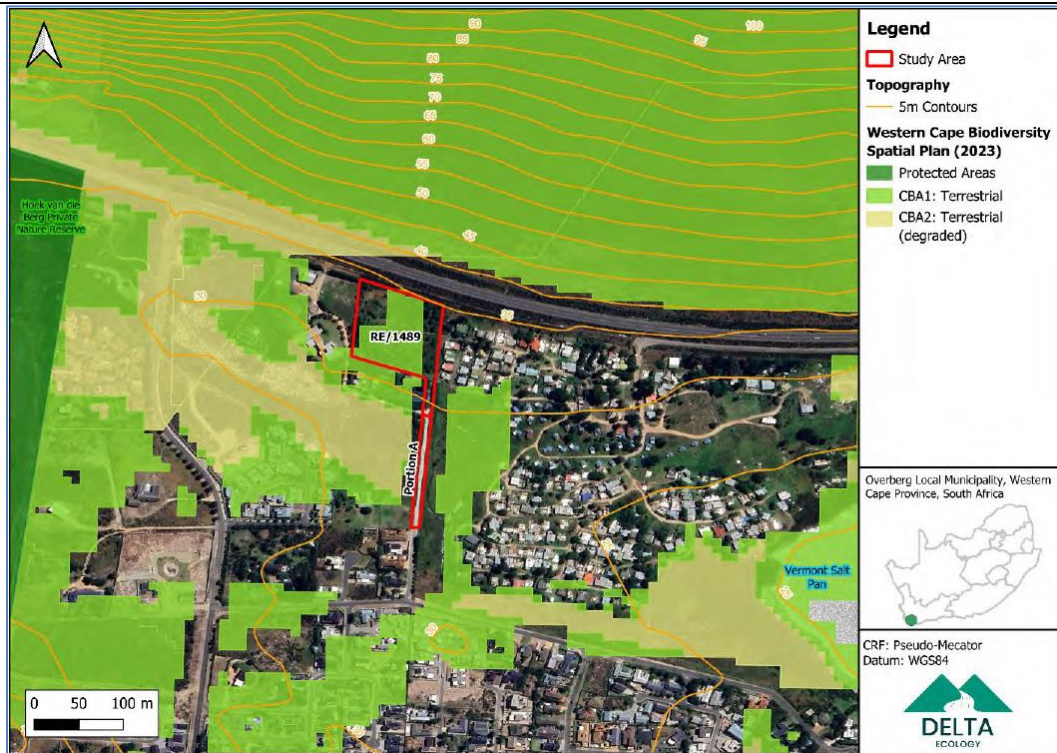 90
85
80
75
70
65
60
55
50
45
40
35
95
100
Hoek van die
Berg Private
Nature Reserve
30
RE/1489
Portion A
Vermont Salt
Pan
0 50 100 m
Legend
Study Area
Topography
5m Contours
Western Cape Biodiversity
Spatial Plan (2023)
Protected Areas
CBA1: Terrestrial
CBA2: Terrestrial
(degraded)
Overberg Local Municipality, Western
Cape Province, South Africa
CRF: Pseudo-Mecator
Datum: WGS84
DELTA
ECOLOGY